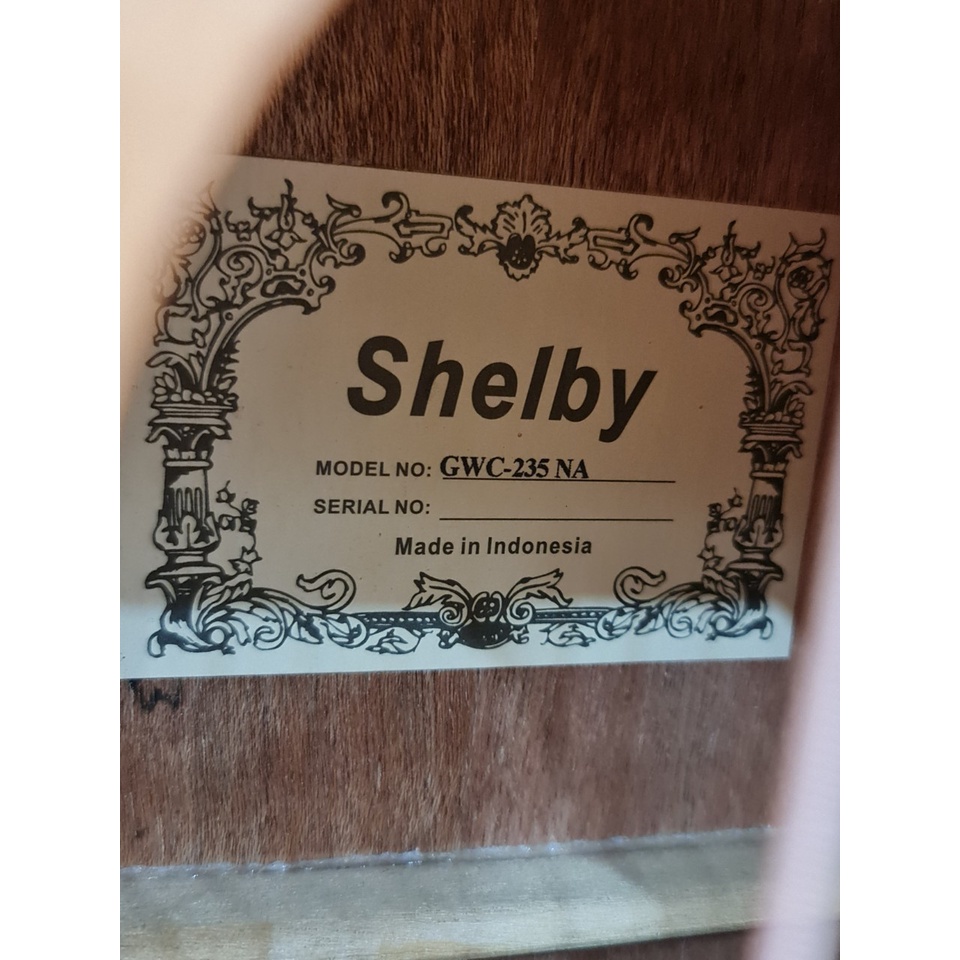 Shelby
MODEL NO: GWC-235 NA
SERIAL NO:
Made in Indonesia